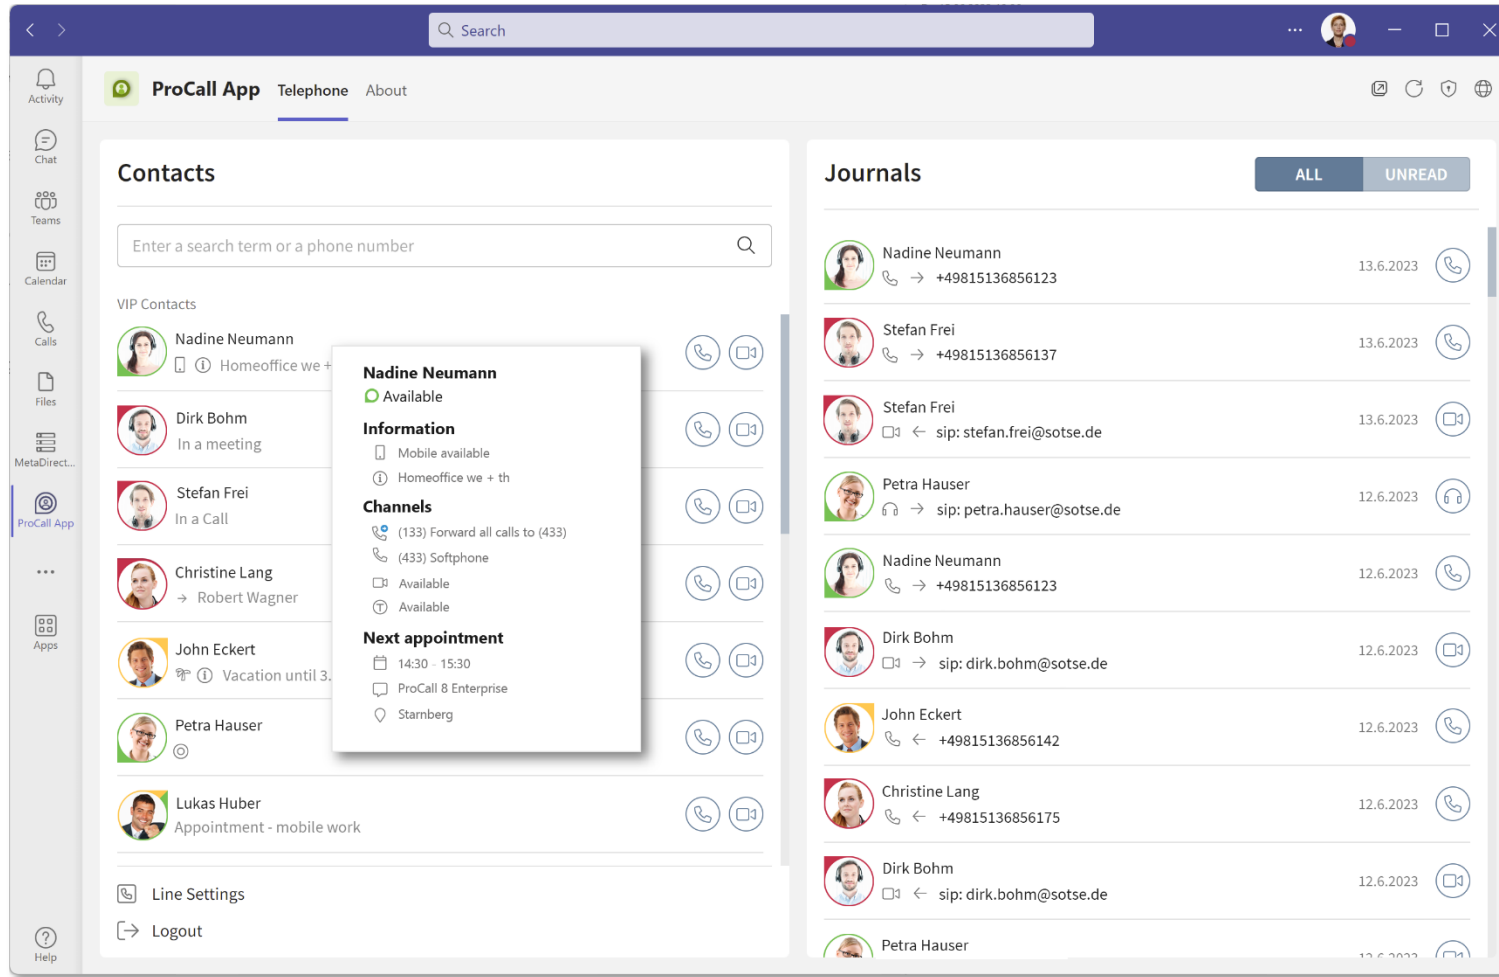 Search
Activity
Chat
Teams
Calendar
Calls
Files
MetaDirect...
ProCall App
Apps
Help
ProCall App Telephone About
Contacts
Enter a search term or a phone number
VIP Contacts
Nadine Neumann
Homeoffice we +
Dirk Bohm
In a meeting
Stefan Frei
In a Call
Christine Lang
→ Robert Wagner
John Eckert
Vacation until 3.
Petra Hauser
Lukas Huber
Appointment - mobile work
Line Settings
Logout
Nadine Neumann
Available
Information
Mobile available
Homeoffice we + th
Channels
(133) Forward all calls to (433)
(433) Softphone
Available
Available
Next appointment
14:30 - 15:30
ProCall 8 Enterprise
Starnberg
Journals
ALL UNREAD
Nadine Neumann
→ +49815136856123
13.6.2023
Stefan Frei
→ +49815136856137
13.6.2023
Stefan Frei
← sip: stefan.frei@sotse.de
13.6.2023
Petra Hauser
→ sip: petra.hauser@sotse.de
12.6.2023
Nadine Neumann
→ +49815136856123
12.6.2023
Dirk Bohm
→ sip: dirk.bohm@sotse.de
12.6.2023
John Eckert
← +49815136856142
12.6.2023
Christine Lang
← +49815136856175
12.6.2023
Dirk Bohm
← sip: dirk.bohm@sotse.de
12.6.2023
Petra Hauser